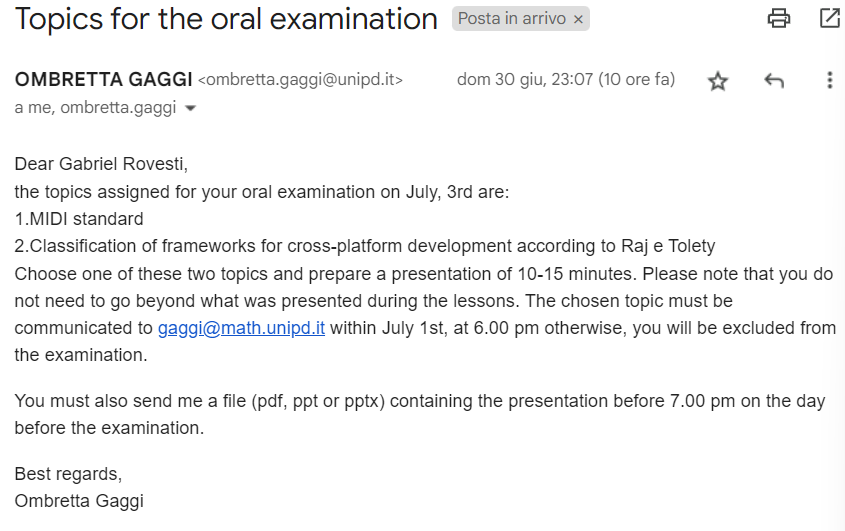 Topics for the oral examination Posta in arrivo ×
OMBRETTA GAGGI <ombretta.gaggi@unipd.it> dom 30 giu, 23:07 (10 ore fa)
a me, ombretta.gaggi
Dear Gabriel Rovesti,
the topics assigned for your oral examination on July, 3rd are:
1.MIDI standard
2.Classification of frameworks for cross-platform development according to Raj e Tolety
Choose one of these two topics and prepare a presentation of 10-15 minutes. Please note that you do
not need to go beyond what was presented during the lessons. The chosen topic must be
communicated to gaggi@math.unipd.it within July 1st, at 6.00 pm otherwise, you will be excluded from
the examination.
You must also send me a file (pdf, ppt or pptx) containing the presentation before 7.00 pm on the day
before the examination.
Best regards,
Ombretta Gaggi